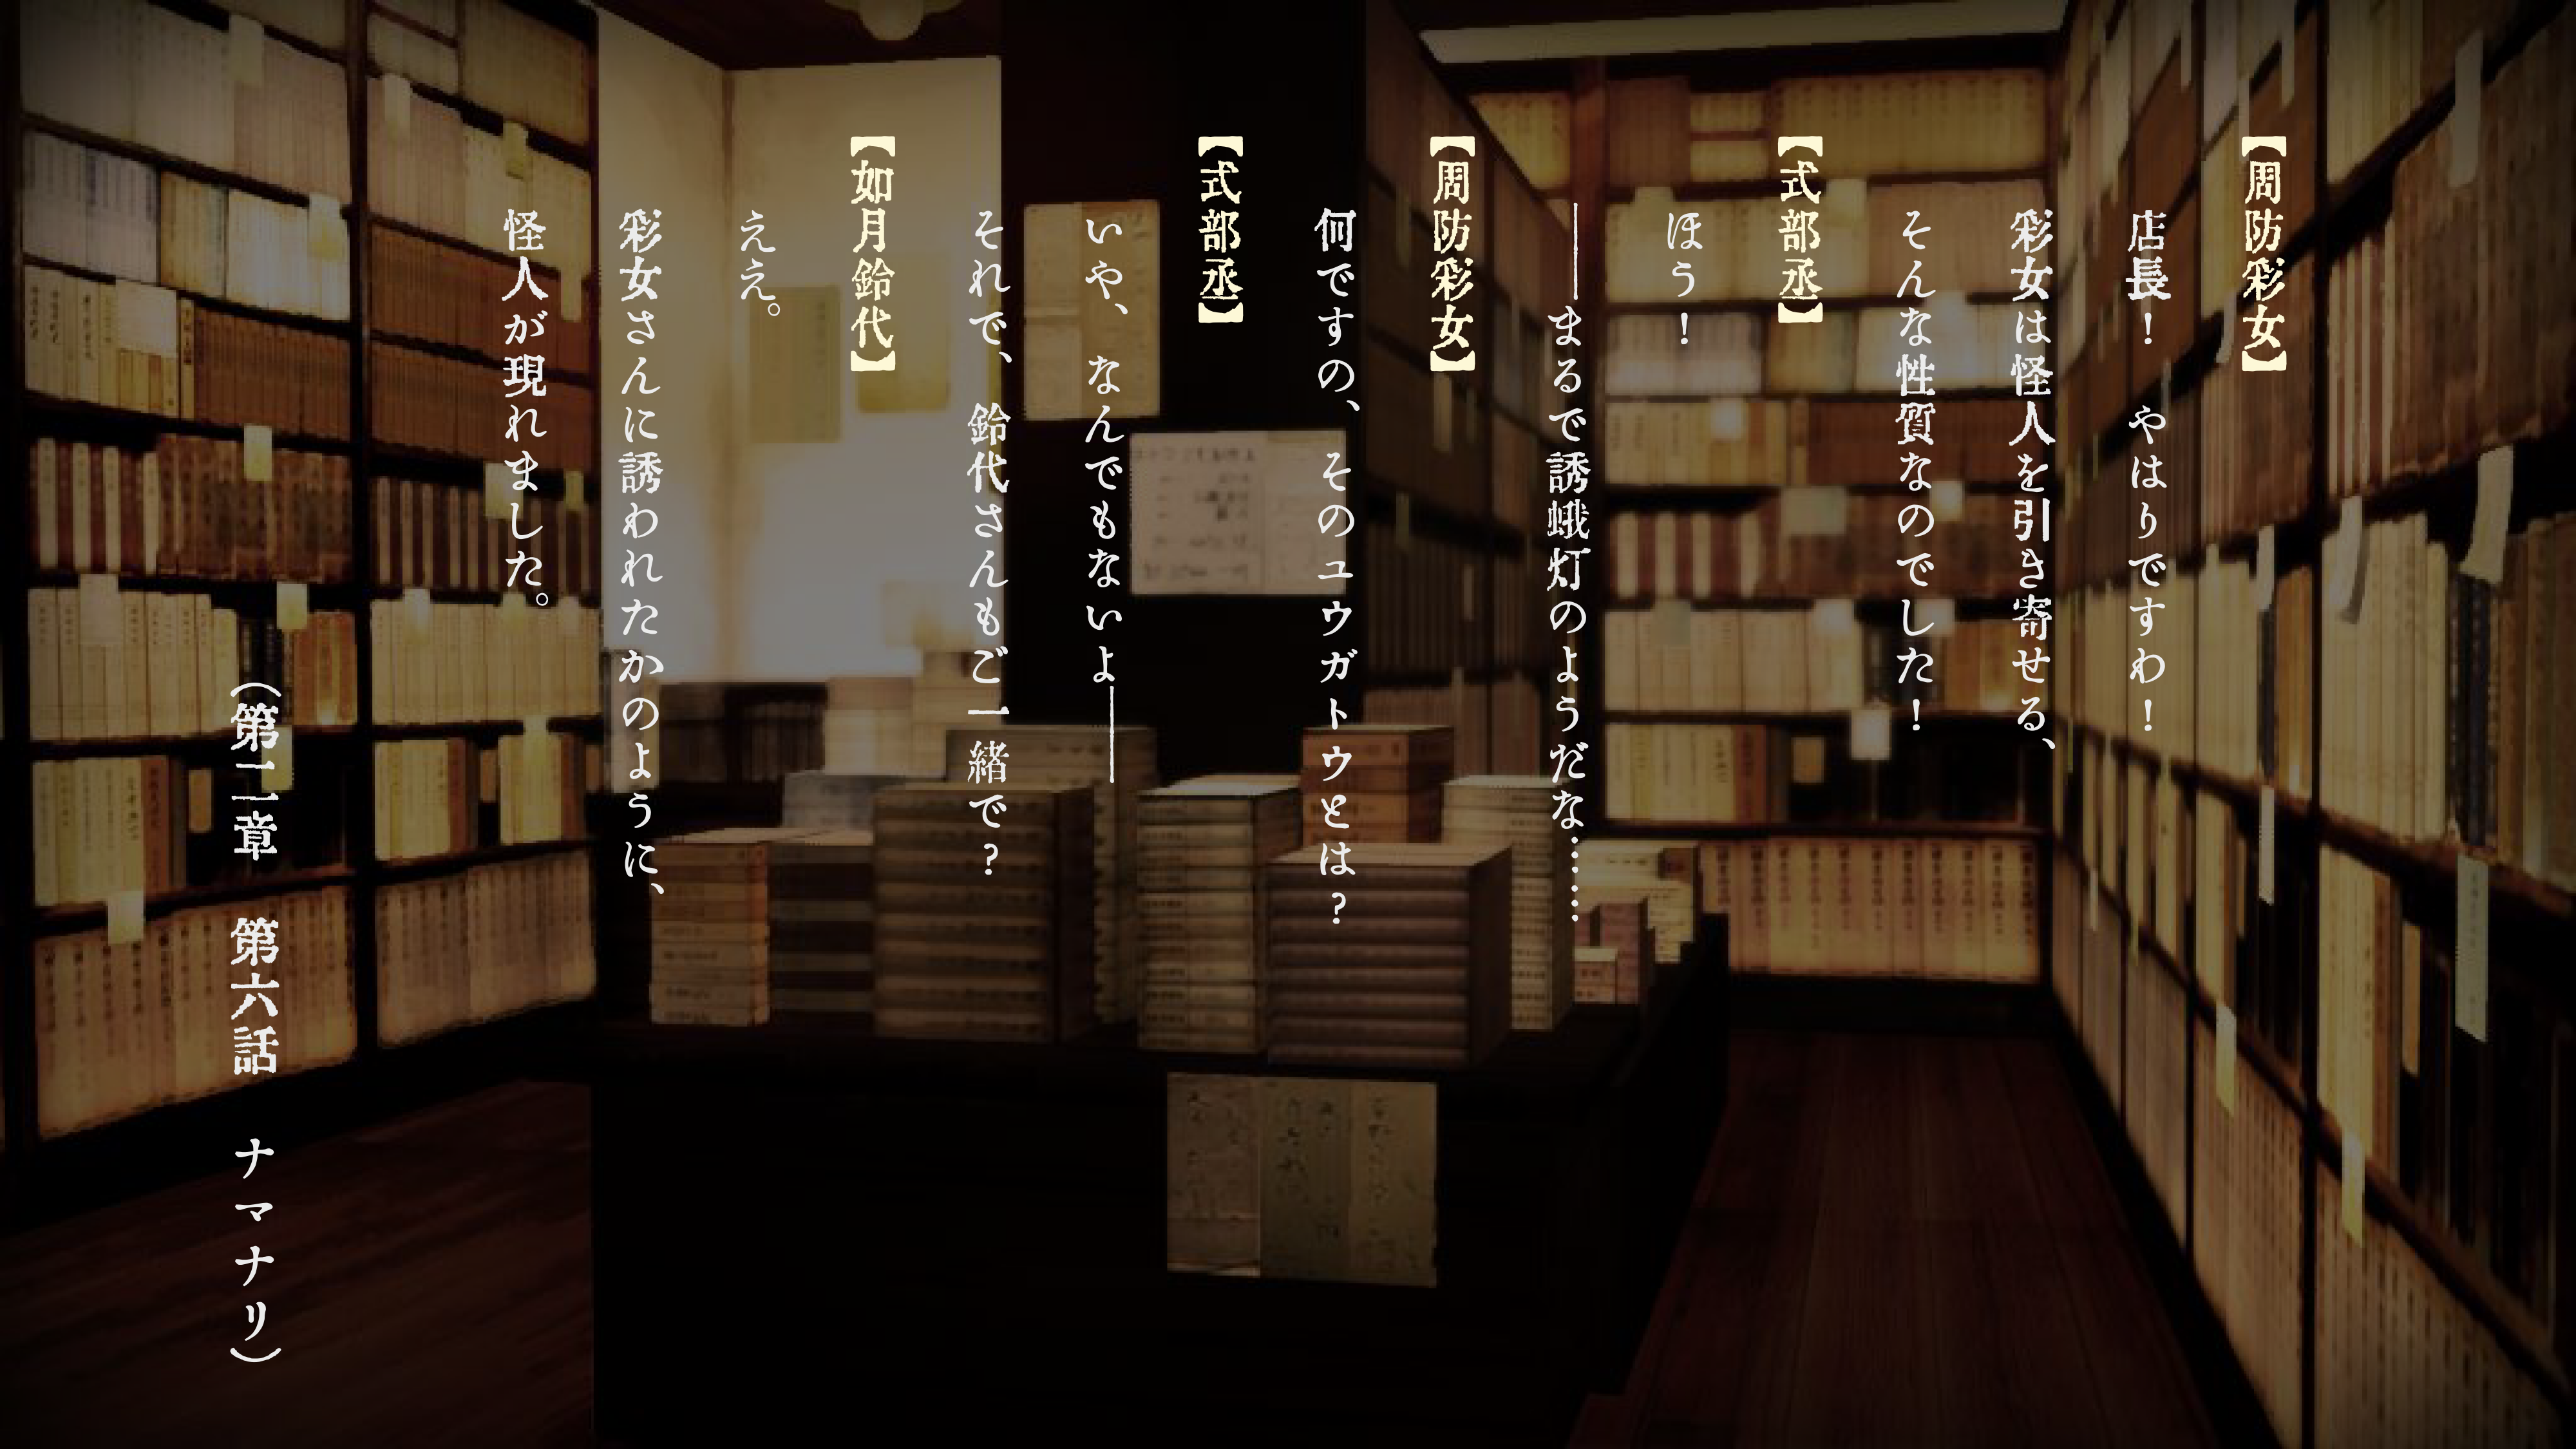 【周防彩女】
店長！　やはりですわ！
彩女は怪人を引き寄せる、
そんな性質なのでした！
【式部丞】
ほう！
――まるで誘蛾灯のようだな……
【周防彩女】
何ですの、そのユウガトウとは？
【式部丞】
いや、なんでもないよ――
それで、鈴代さんもご一緒で？
【如月鈴代】
ええ。
彩女さんに誘われたかのように、
怪人が現れました。
（第二章　第六話　ナマナリ）